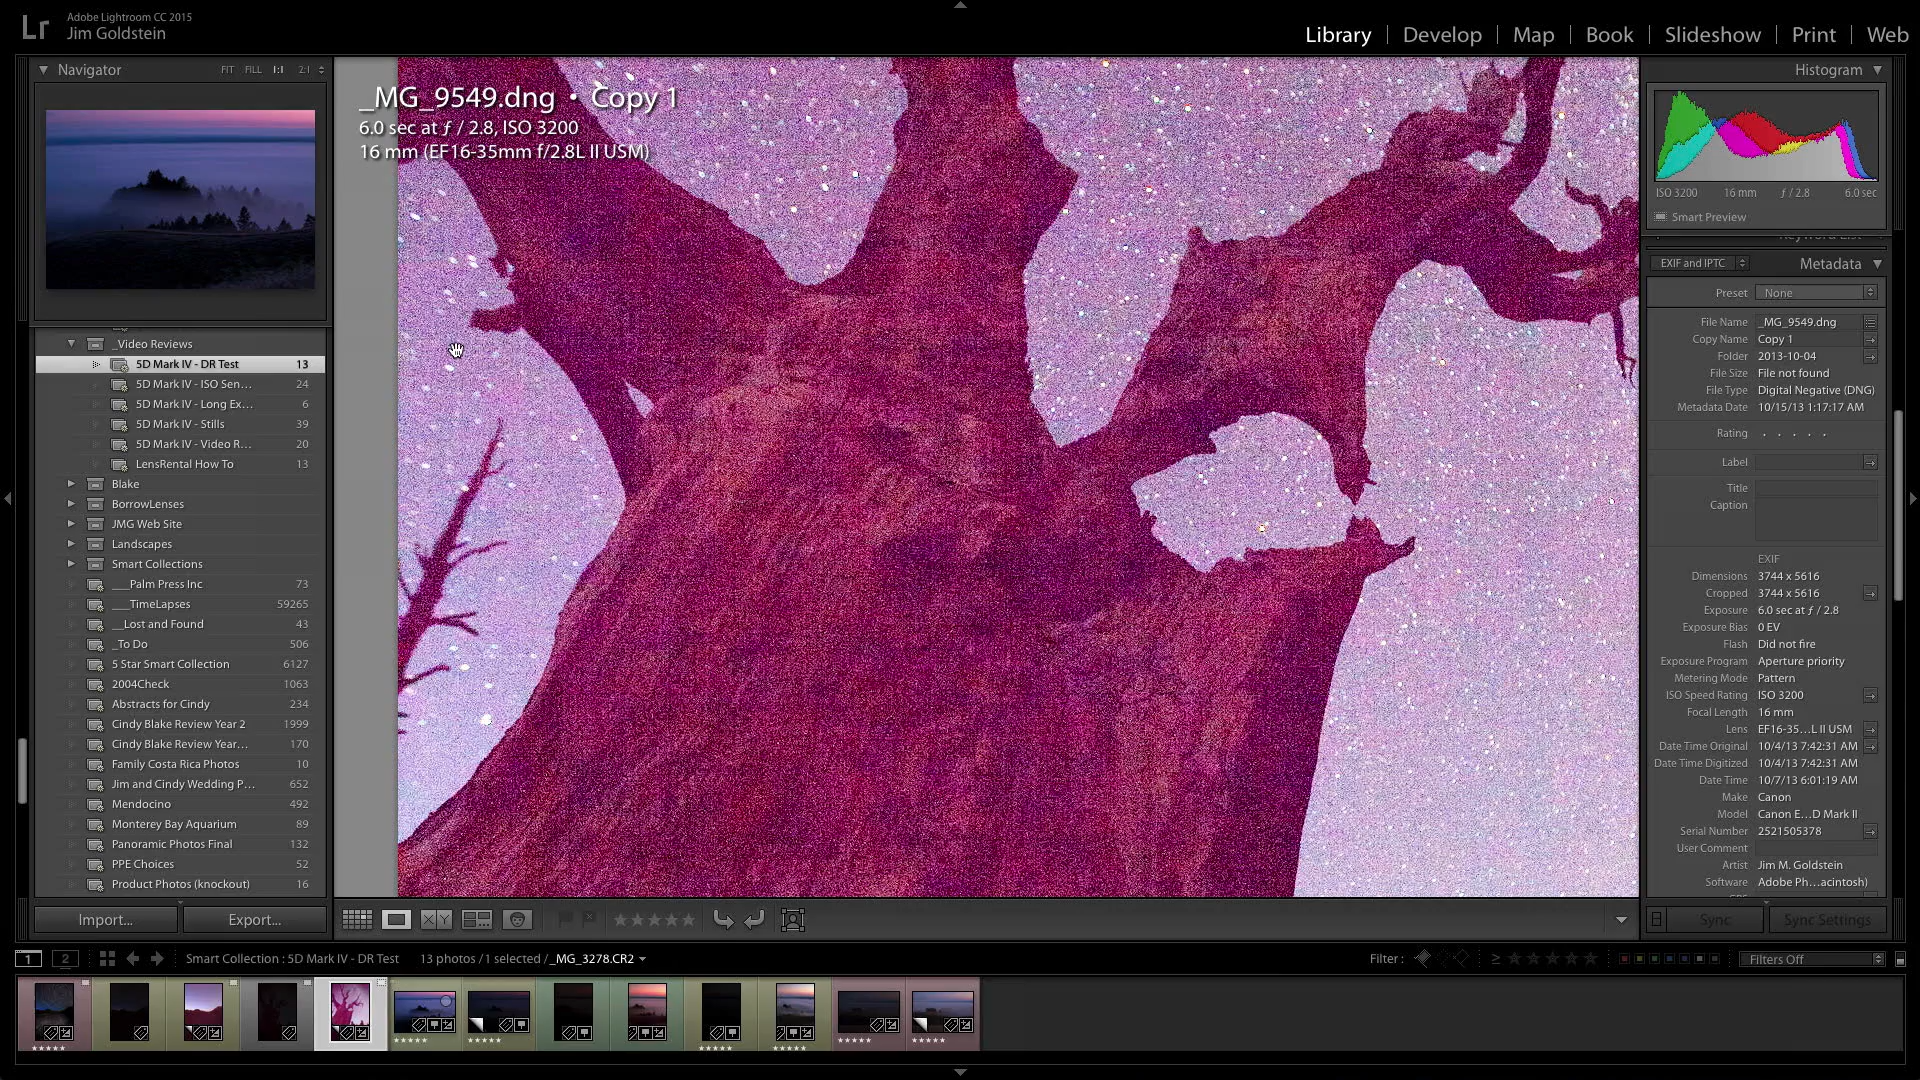 Lr
Adobe Lightroom CC 2015
Jim Goldstein
Library | Develop | Map | Book | Slideshow | Print | Web
Navigator FIT FILL 1:1 2:1
_MG_9549.dng • Copy 1
6.0 sec at ƒ / 2.8, ISO 3200
16 mm (EF16-35mm f/2.8L II USM)
_Video Reviews
5D Mark IV - DR Test 13
5D Mark IV - ISO Sen... 24
5D Mark IV - Long Ex... 6
5D Mark IV - Stills 39
5D Mark IV - Video R... 20
LensRental How To 13
Blake
BorrowLenses
JMG Web Site
Landscapes
Smart Collections
___Palm Press Inc 73
___TimeLapses 59265
__Lost and Found 43
_To Do 506
5 Star Smart Collection 6127
2004Check 1063
Abstracts for Cindy 234
Cindy Blake Review Year 2 1999
Cindy Blake Review Year... 170
Family Costa Rica Photos 10
Jim and Cindy Wedding P... 652
Mendocino 492
Monterey Bay Aquarium 89
Panoramic Photos Final 132
PPE Choices 52
Product Photos (knockout) 16
Import... Export...
Histogram
ISO 3200 16 mm ƒ / 2.8 6.0 sec
Smart Preview
Keyword List
EXIF and IPTC Metadata
Preset None
File Name _MG_9549.dng
Copy Name Copy 1
Folder 2013-10-04
File Size File not found
File Type Digital Negative (DNG)
Metadata Date 10/15/13 1:17:17 AM
Rating . . . . .
Label
Title
Caption
EXIF
Dimensions 3744 x 5616
Cropped 3744 x 5616
Exposure 6.0 sec at ƒ / 2.8
Exposure Bias 0 EV
Flash Did not fire
Exposure Program Aperture priority
Metering Mode Pattern
ISO Speed Rating ISO 3200
Focal Length 16 mm
Lens EF16-35...L II USM
Date Time Original 10/4/13 7:42:31 AM
Date Time Digitized 10/4/13 7:42:31 AM
Date Time 10/7/13 6:01:19 AM
Make Canon
Model Canon E...D Mark II
Serial Number 2521505378
User Comment
Artist Jim M. Goldstein
Software Adobe Ph...acintosh)
Sync Sync Settings
X Y
1 2 Smart Collection : 5D Mark IV - DR Test 13 photos / 1 selected / _MG_3278.CR2 Filter : ≥ Filters Off